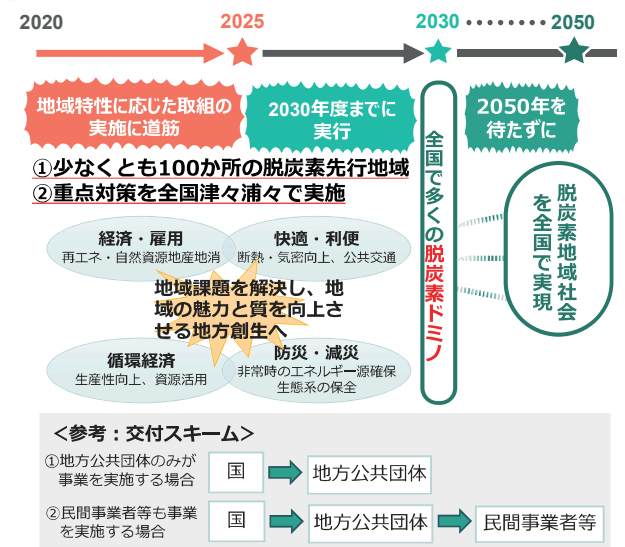 2020
2025
2030
2050
地域特性に応じた取組の
実施に道筋
2030年度までに
実行
2050年を
待たずに
①少なくとも100か所の脱炭素先行地域
②重点対策を全国津々浦々で実施
全国で多くの脱炭素ドミノ
脱炭素地域社会
を全国で実現
経済・雇用
再エネ・自然資源地産地消
快適・利便
断熱・気密向上、公共交通
地域課題を解決し、地
域の魅力と質を向上さ
せる地方創生へ
循環経済
生産性向上、資源活用
防災・減災
非常時のエネルギー源確保
生態系の保全
＜参考：交付スキーム＞
①地方公共団体のみが
事業を実施する場合
国
地方公共団体
②民間事業者等も事業
を実施する場合
国
地方公共団体
民間事業者等